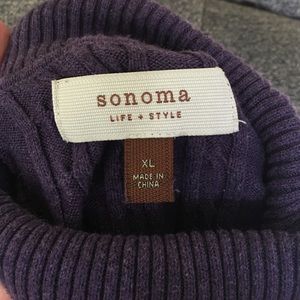 sonoma
LIFE + STYLE
XL
MADE IN
CHINA